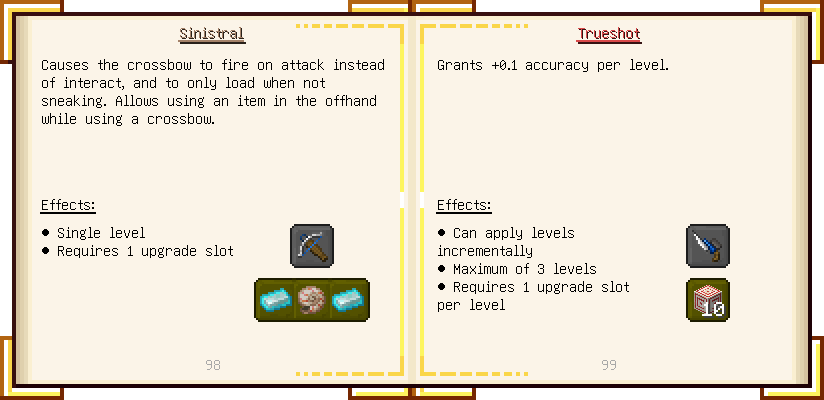 Sinistral
Causes the crossbow to fire on attack instead
of interact, and to only load when not
sneaking. Allows using an item in the offhand
while using a crossbow.
Effects:
● Single level
● Requires 1 upgrade slot
98
Trueshot
Grants +0.1 accuracy per level.
Effects:
● Can apply levels
incrementally
● Maximum of 3 levels
● Requires 1 upgrade slot
per level
10
99